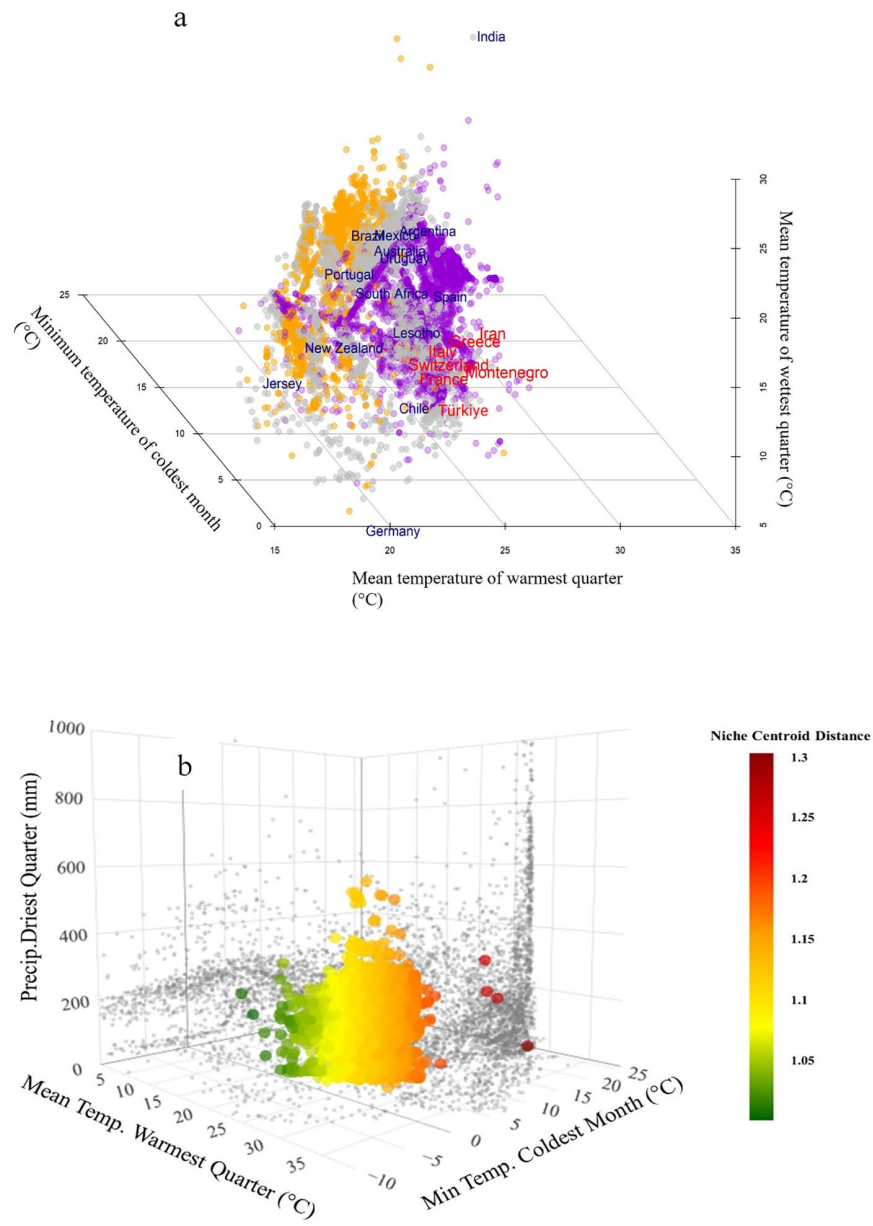 a
India
30
Argentina
Brazil
Mexico
Australia
Uruguay
25
Portugal
25
South Africa
Spain
Mean temperature of wettest quarter
(°C)
Minimum temperature of coldest month
(°C)
20
20
Lesotho
Iran
Greece
New Zealand
Italy
Switzerland
15
Montenegro
15
Jersey
France
Chile
Türkiye
10
10
5
0
Germany
5
15
20
25
30
35
Mean temperature of warmest quarter
(°C)
1000
b
Niche Centroid Distance
1.3
800
1.25
600
Precip.Driest Quarter (mm)
1.2
400
1.15
200
1.1
0
5
10
15
20
25
30
35
Mean Temp. Warmest Quarter (°C)
1.05
25
20
15
10
5
0
−5
−10
Min Temp. Coldest Month (°C)